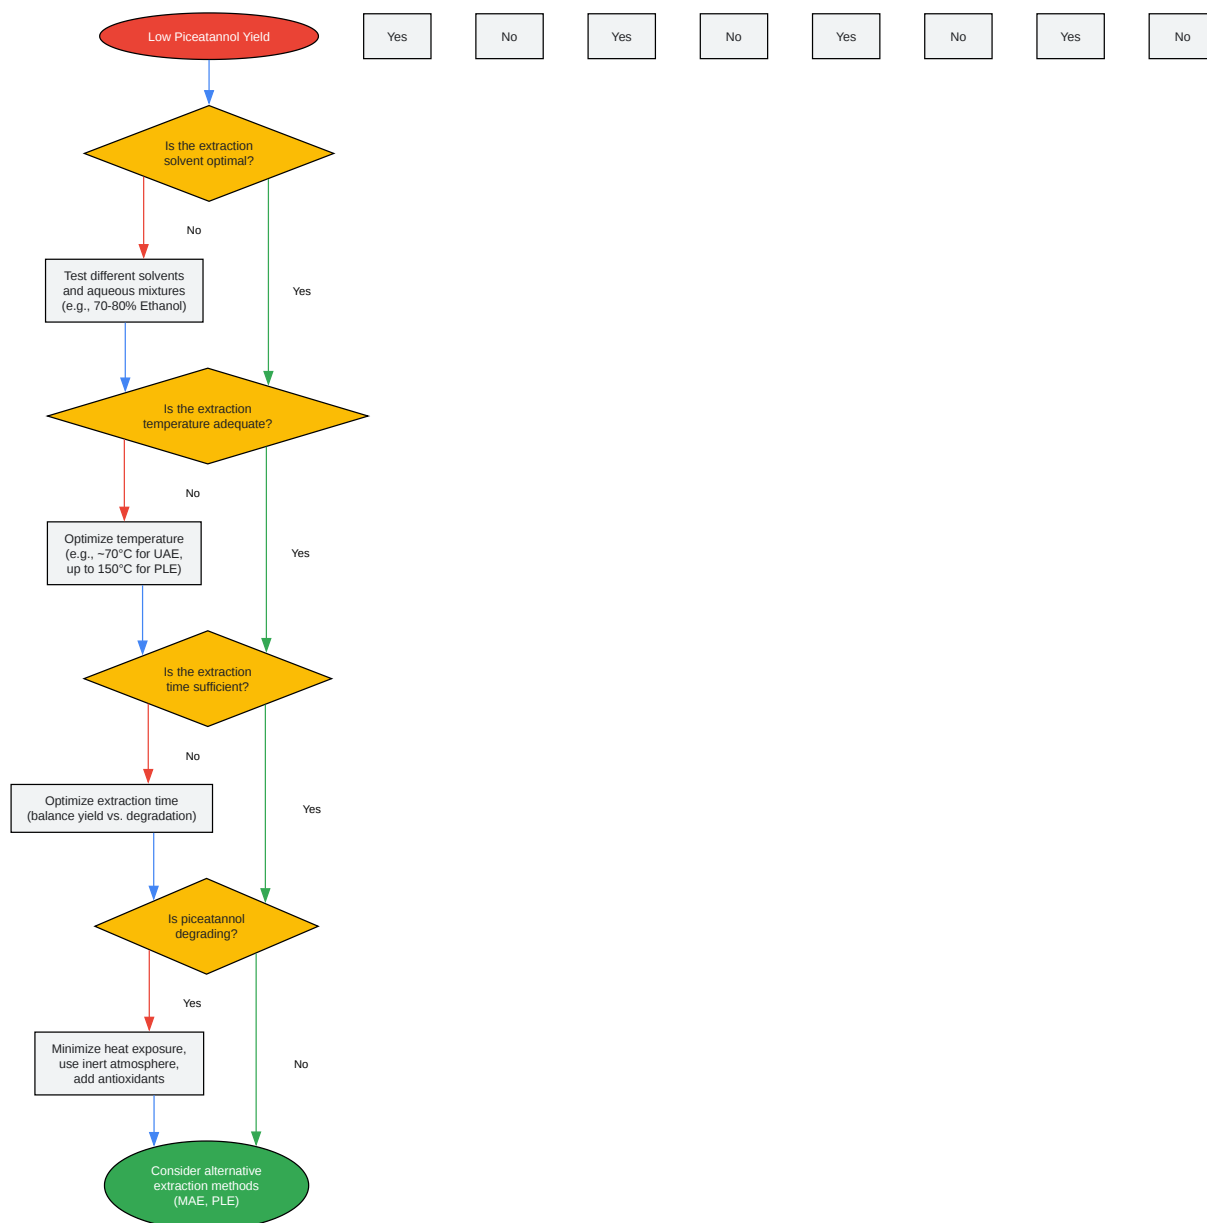 Low Piceatannol Yield
Yes
No
Yes
No
Yes
No
Yes
No
Is the extraction
solvent optimal?
No
Test different solvents
and aqueous mixtures
(e.g., 70-80% Ethanol)
Yes
Is the extraction
temperature adequate?
No
Optimize temperature
(e.g., ~70°C for UAE,
up to 150°C for PLE)
Yes
Is the extraction
time sufficient?
No
Optimize extraction time
(balance yield vs. degradation)
Yes
Is piceatannol
degrading?
Yes
Minimize heat exposure,
use inert atmosphere,
add antioxidants
No
Consider alternative
extraction methods
(MAE, PLE)